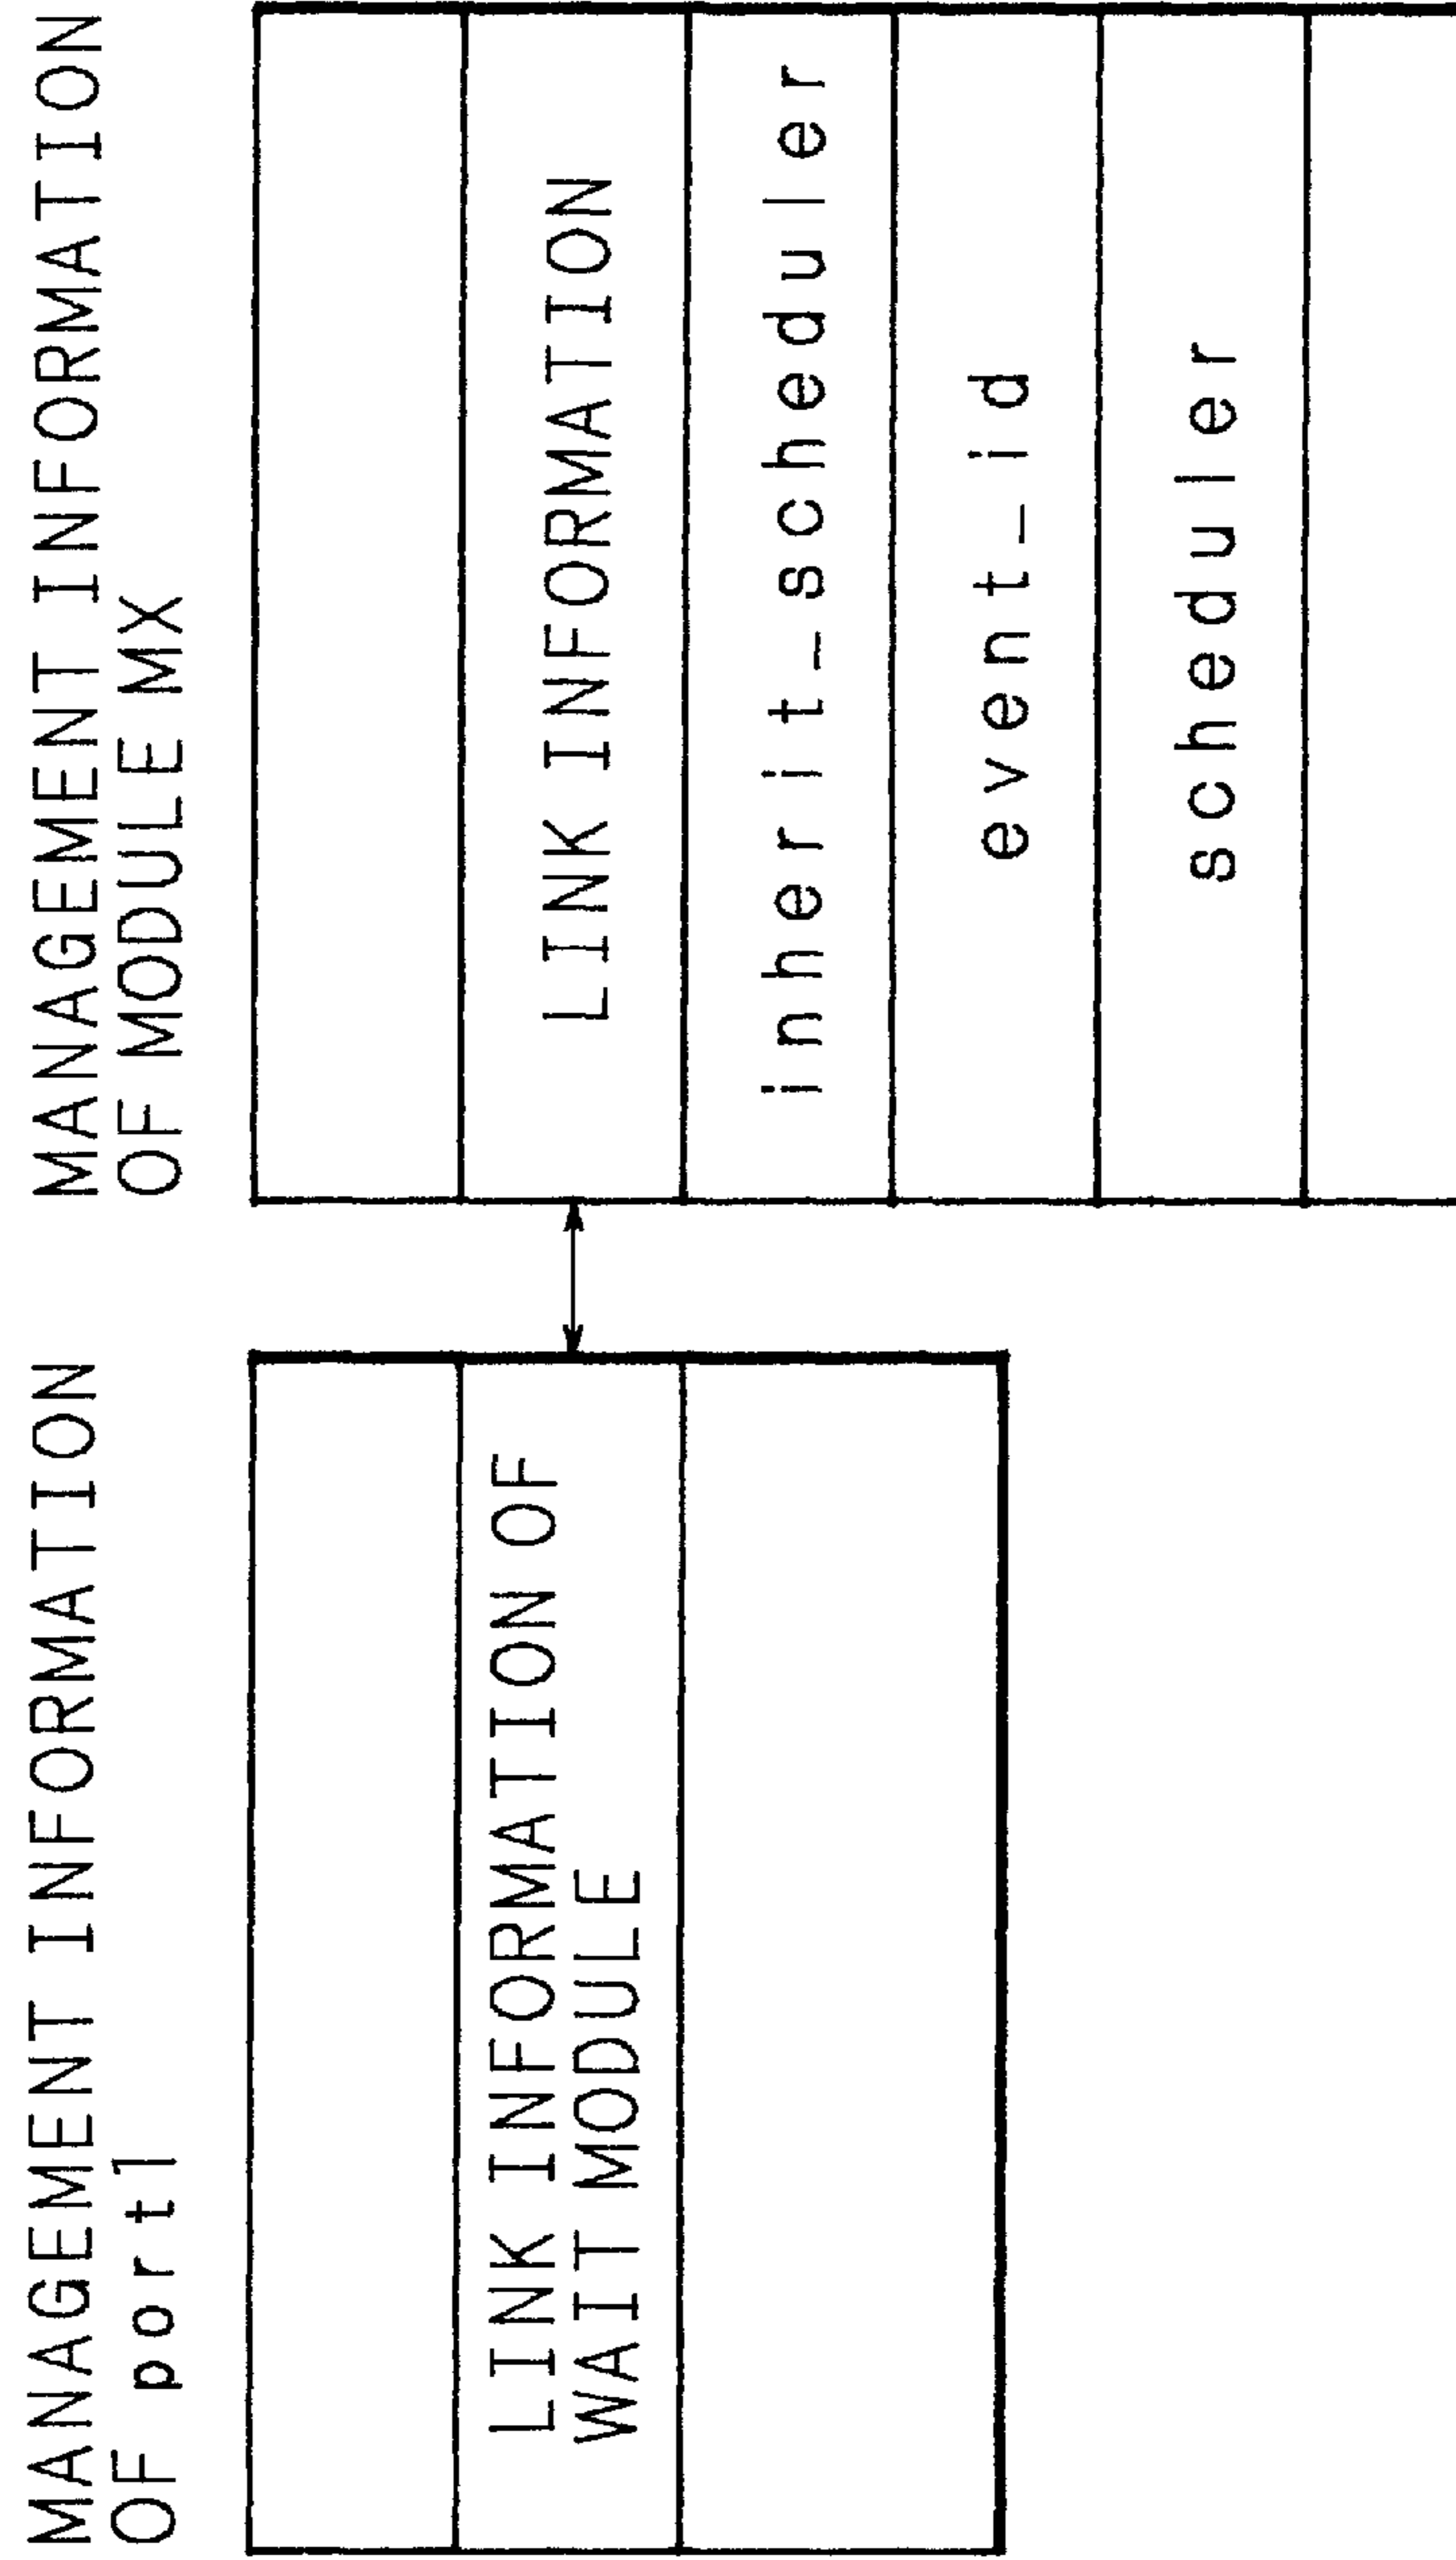 MANAGEMENT INFORMATION
OF port1
LINK INFORMATION OF
WAIT MODULE
MANAGEMENT INFORMATION
OF MODULE MX
LINK INFORMATION
inherit_scheduler
event_id
scheduler